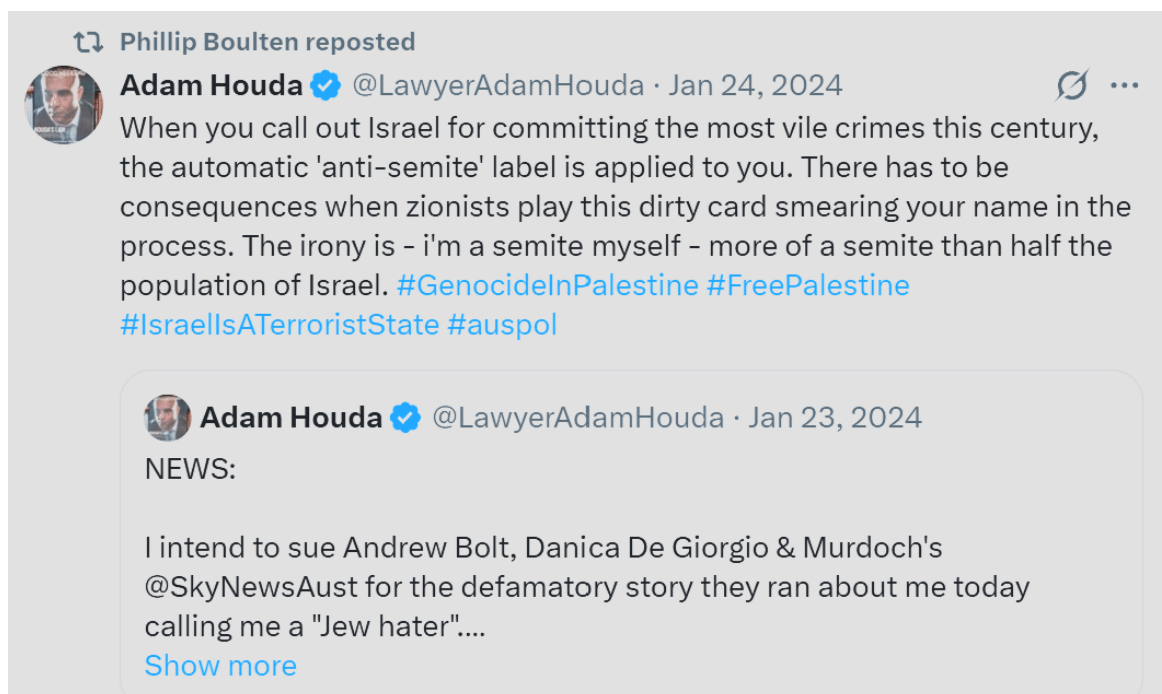 Phillip Boulten reposted
Adam Houda @LawyerAdamHouda · Jan 24, 2024
When you call out Israel for committing the most vile crimes this century,
the automatic 'anti-semite' label is applied to you. There has to be
consequences when zionists play this dirty card smearing your name in the
process. The irony is - i'm a semite myself - more of a semite than half the
population of Israel. #GenocideInPalestine #FreePalestine
#IsraelIsATerroristState #auspol
Adam Houda @LawyerAdamHouda · Jan 23, 2024
NEWS:
I intend to sue Andrew Bolt, Danica De Giorgio & Murdoch's
@SkyNewsAust for the defamatory story they ran about me today
calling me a "Jew hater"....
Show more